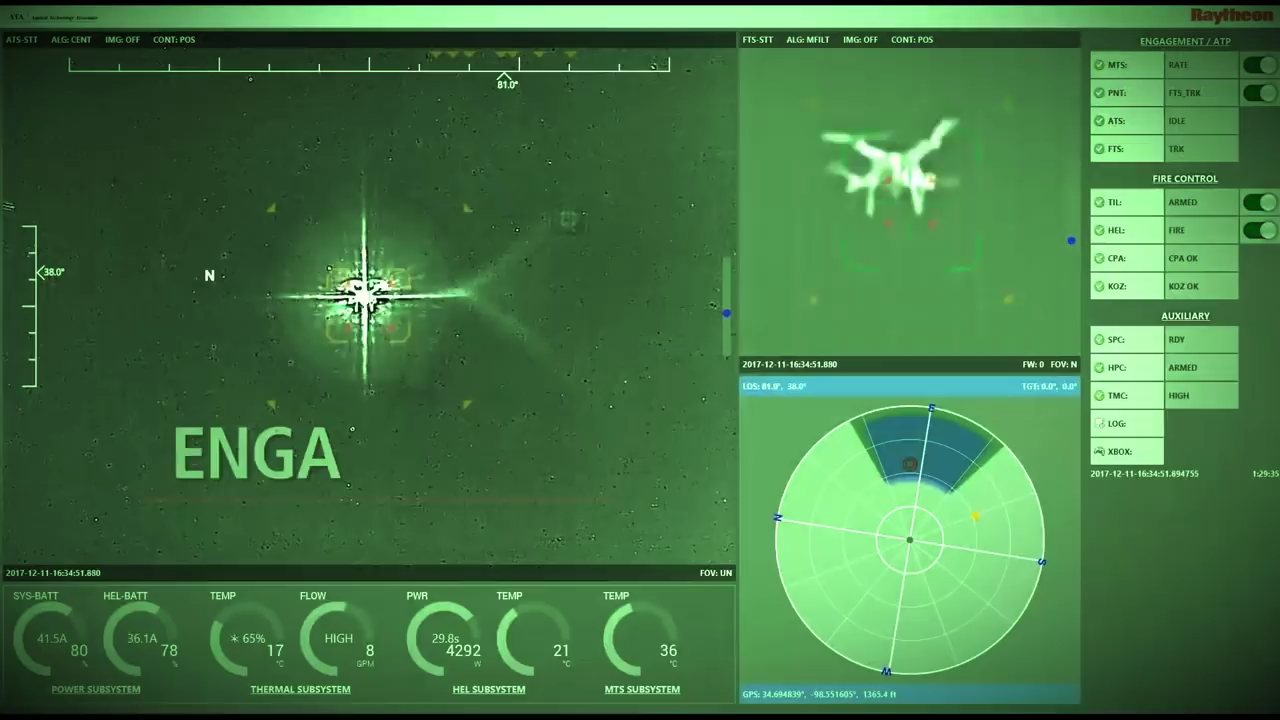 ATA Applied Technology Associates
Raytheon
ATS-STT ALG: CENT IMG: OFF CONT: POS
81.0°
38.0°
N
ENGA
2017-12-11-16:34:51.880 FOV: UN
FTS-STT ALG: MFILT IMG: OFF CONT: POS
2017-12-11-16:34:51.880 FW: 0 FOV: N
LOS: 81.0°, 38.0° TGT: 0.0°, 0.0°
E
N
S
W
GPS: 34.694839°, -98.551605°, 1365.4 ft
ENGAGEMENT / ATP
MTS: RATE
PNT: FTS_TRK
ATS: IDLE
FTS: TRK
FIRE CONTROL
TIL: ARMED
HEL: FIRE
CPA: CPA OK
KOZ: KOZ OK
AUXILIARY
SPC: RDY
HPC: ARMED
TMC: HIGH
LOG:
XBOX:
2017-12-11-16:34:51.694755 1:29:35
SYS-BATT HEL-BATT TEMP FLOW PWR TEMP TEMP
41.5A 36.1A 65% HIGH 29.8s
80 78 17 8 4292 21 36
% % °C GPM W °C °C
POWER SUBSYSTEM THERMAL SUBSYSTEM HEL SUBSYSTEM MTS SUBSYSTEM